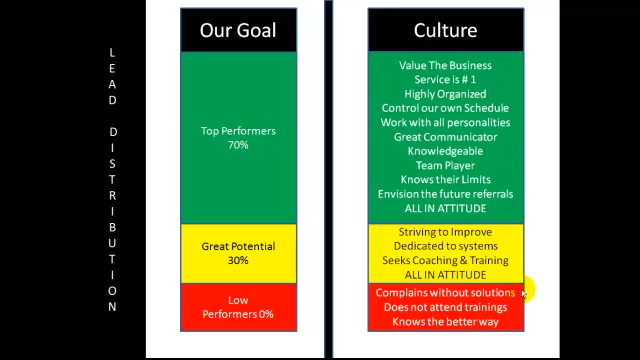 LEAD DISTRIBUTION
Our Goal
Top Performers
70%
Great Potential
30%
Low
Performers 0%
Culture
Value The Business
Service is # 1
Highly Organized
Control our own Schedule
Work with all personalities
Great Communicator
Knowledgeable
Team Player
Knows their Limits
Envision the future referrals
ALL IN ATTITUDE
Striving to Improve
Dedicated to systems
Seeks Coaching & Training
ALL IN ATTITUDE
Complains without solutions
Does not attend trainings
Knows the better way